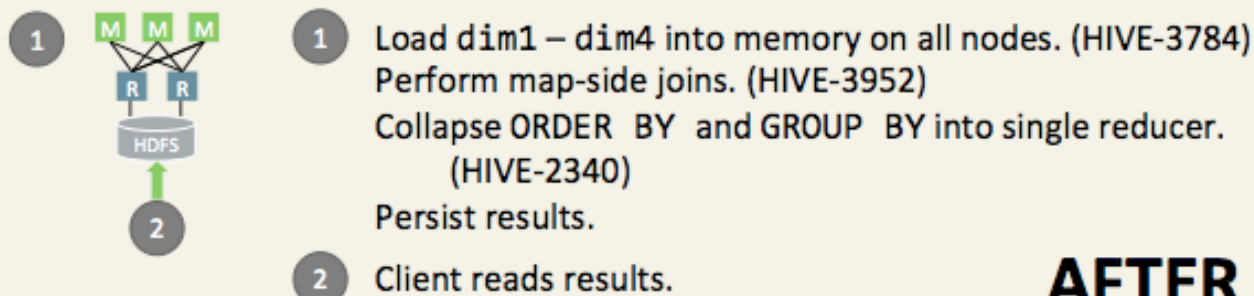 1
M M M
R R
HDFS
2
1 Load dim1 – dim4 into memory on all nodes. (HIVE-3784)
Perform map-side joins. (HIVE-3952)
Collapse ORDER BY and GROUP BY into single reducer.
(HIVE-2340)
Persist results.
2 Client reads results.
AFTER